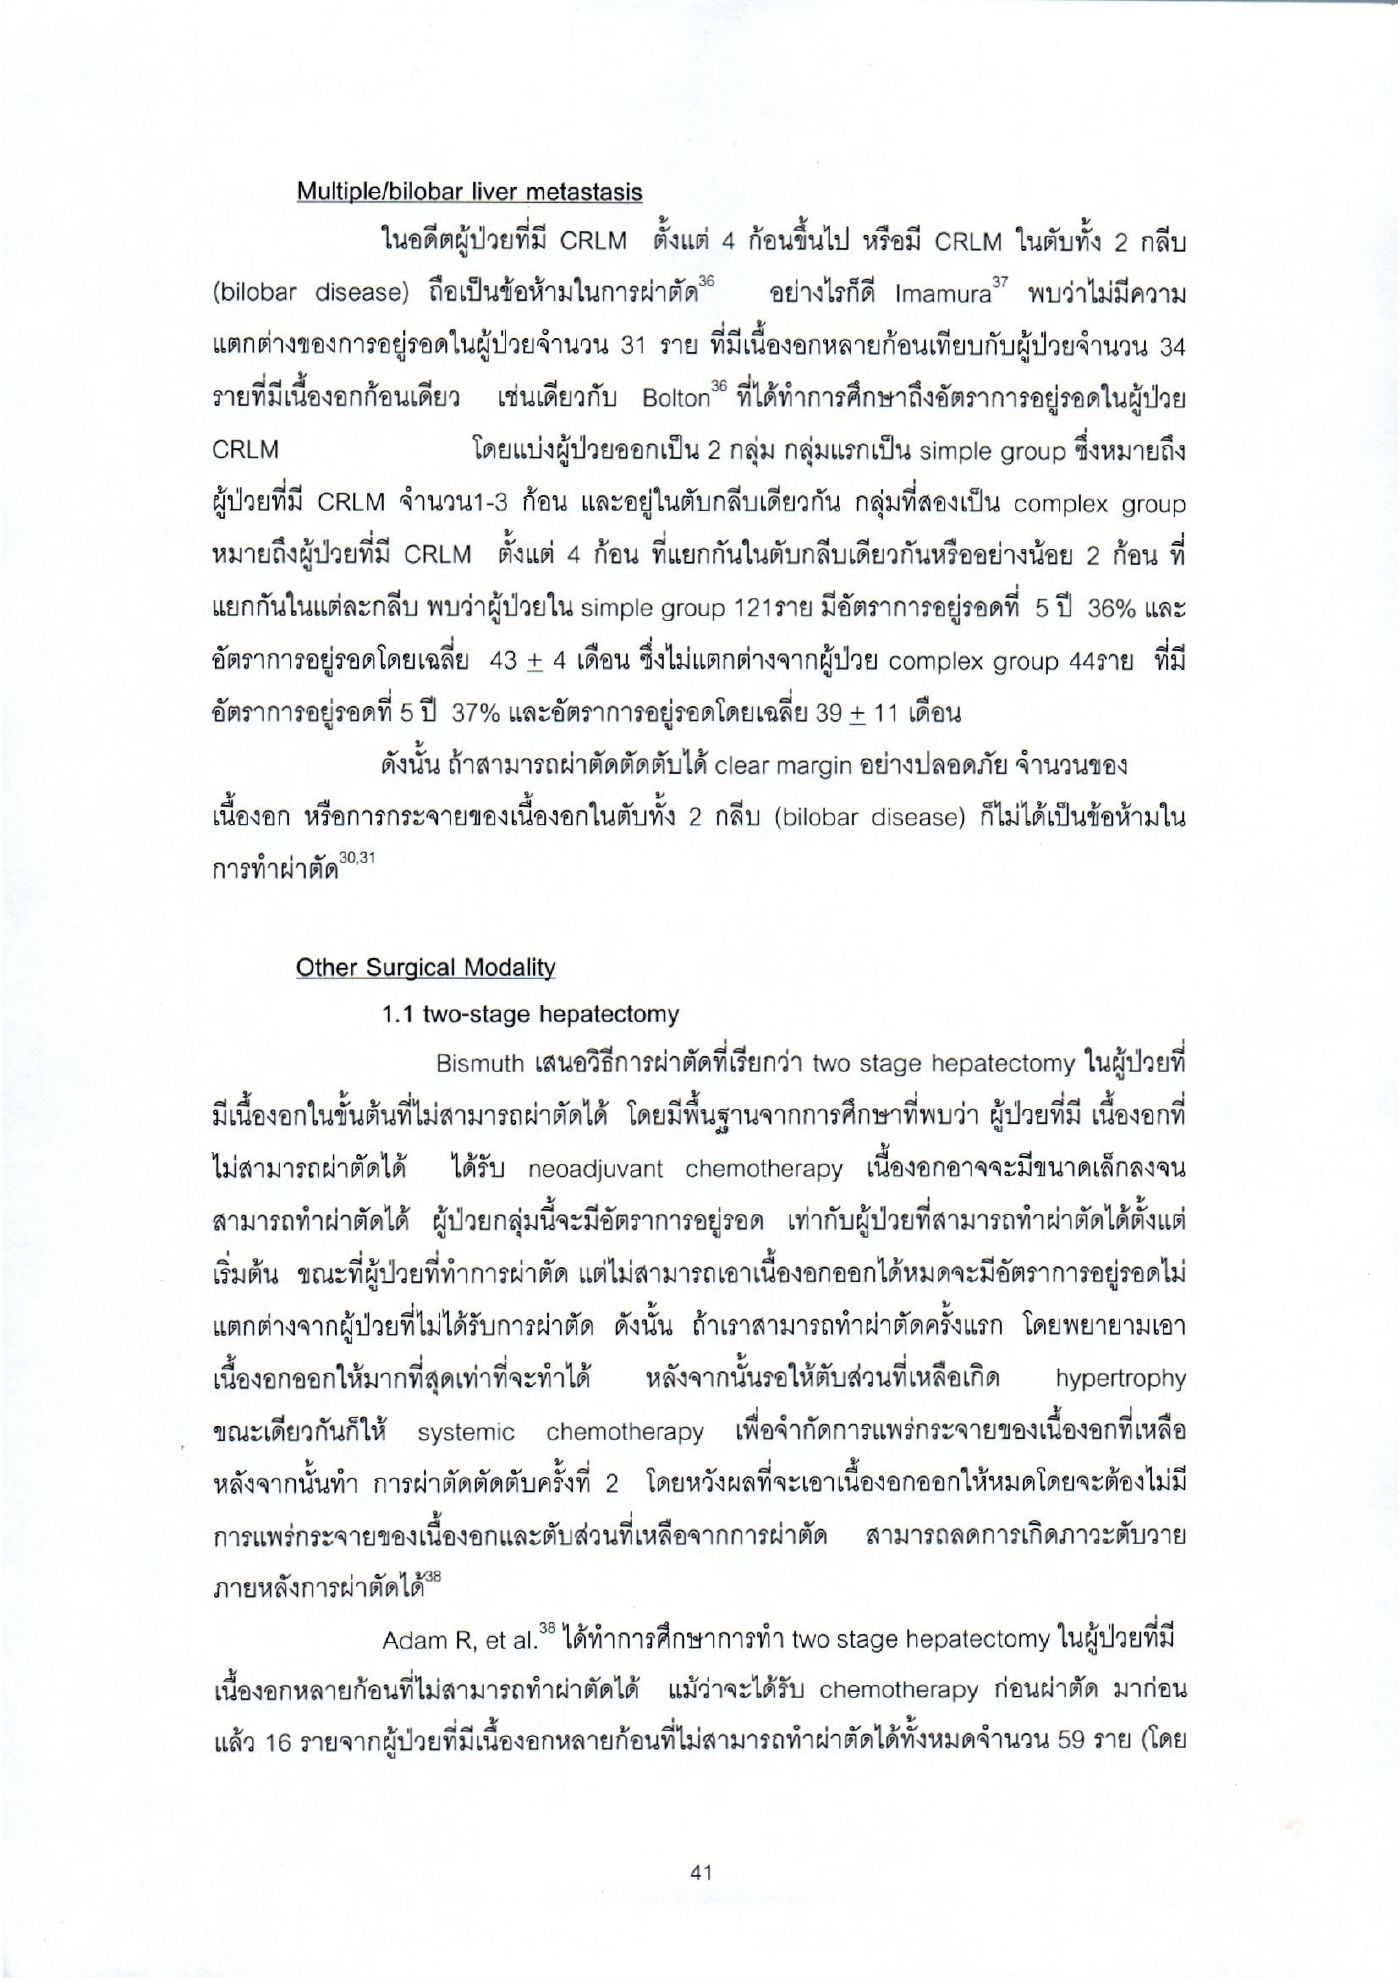 Multiple/bilobar liver metastasis
ในอดีตผู้ป่วยที่มี CRLM ตั้งแต่ 4 ก้อนขึ้นไป หรือมี CRLM ในตับทั้ง 2 กลีบ
(bilobar disease) ถือเป็นข้อห้ามในการผ่าตัด36 อย่างไรก็ดี Imamura37 พบว่าไม่มีความ
แตกต่างของการอยู่รอดในผู้ป่วยจำนวน 31 ราย ที่มีเนื้องอกหลายก้อนเทียบกับผู้ป่วยจำนวน 34
รายที่มีเนื้องอกก้อนเดียว เช่นเดียวกับ Bolton36 ที่ได้ทำการศึกษาถึงอัตราการอยู่รอดในผู้ป่วย
CRLM โดยแบ่งผู้ป่วยออกเป็น 2 กลุ่ม กลุ่มแรกเป็น simple group ซึ่งหมายถึง
ผู้ป่วยที่มี CRLM จำนวน1-3 ก้อน และอยู่ในตับกลีบเดียวกัน กลุ่มที่สองเป็น complex group
หมายถึงผู้ป่วยที่มี CRLM ตั้งแต่ 4 ก้อน ที่แยกกันในตับกลีบเดียวกันหรืออย่างน้อย 2 ก้อน ที่
แยกกันในแต่ละกลีบ พบว่าผู้ป่วยใน simple group 121ราย มีอัตราการอยู่รอดที่ 5 ปี 36% และ
อัตราการอยู่รอดโดยเฉลี่ย 43 ± 4 เดือน ซึ่งไม่แตกต่างจากผู้ป่วย complex group 44ราย ที่มี
อัตราการอยู่รอดที่ 5 ปี 37% และอัตราการอยู่รอดโดยเฉลี่ย 39 ± 11 เดือน
ดังนั้น ถ้าสามารถผ่าตัดตัดตับได้ clear margin อย่างปลอดภัย จำนวนของ
เนื้องอก หรือการกระจายของเนื้องอกในตับทั้ง 2 กลีบ (bilobar disease) ก็ไม่ได้เป็นข้อห้ามใน
การทำผ่าตัด30,31
Other Surgical Modality
1.1 two-stage hepatectomy
Bismuth เสนอวิธีการผ่าตัดที่เรียกว่า two stage hepatectomy ในผู้ป่วยที่
มีเนื้องอกในขั้นต้นที่ไม่สามารถผ่าตัดได้ โดยมีพื้นฐานจากการศึกษาที่พบว่า ผู้ป่วยที่มี เนื้องอกที่
ไม่สามารถผ่าตัดได้ ได้รับ neoadjuvant chemotherapy เนื้องอกอาจจะมีขนาดเล็กลงจน
สามารถทำผ่าตัดได้ ผู้ป่วยกลุ่มนี้จะมีอัตราการอยู่รอด เท่ากับผู้ป่วยที่สามารถทำผ่าตัดได้ตั้งแต่
เริ่มต้น ขณะที่ผู้ป่วยที่ทำการผ่าตัด แต่ไม่สามารถเอาเนื้องอกออกได้หมดจะมีอัตราการอยู่รอดไม่
แตกต่างจากผู้ป่วยที่ไม่ได้รับการผ่าตัด ดังนั้น ถ้าเราสามารถทำผ่าตัดครั้งแรก โดยพยายามเอา
เนื้องอกออกให้มากที่สุดเท่าที่จะทำได้ หลังจากนั้นรอให้ตับส่วนที่เหลือเกิด hypertrophy
ขณะเดียวกันก็ให้ systemic chemotherapy เพื่อจำกัดการแพร่กระจายของเนื้องอกที่เหลือ
หลังจากนั้นทำ การผ่าตัดตัดตับครั้งที่ 2 โดยหวังผลที่จะเอาเนื้องอกออกให้หมดโดยจะต้องไม่มี
การแพร่กระจายของเนื้องอกและตับส่วนที่เหลือจากการผ่าตัด สามารถลดการเกิดภาวะตับวาย
ภายหลังการผ่าตัดได้38
Adam R, et al.38 ได้ทำการศึกษาการทำ two stage hepatectomy ในผู้ป่วยที่มี
เนื้องอกหลายก้อนที่ไม่สามารถทำผ่าตัดได้ แม้ว่าจะได้รับ chemotherapy ก่อนผ่าตัด มาก่อน
แล้ว 16 รายจากผู้ป่วยที่มีเนื้องอกหลายก้อนที่ไม่สามารถทำผ่าตัดได้ทั้งหมดจำนวน 59 ราย (โดย
41